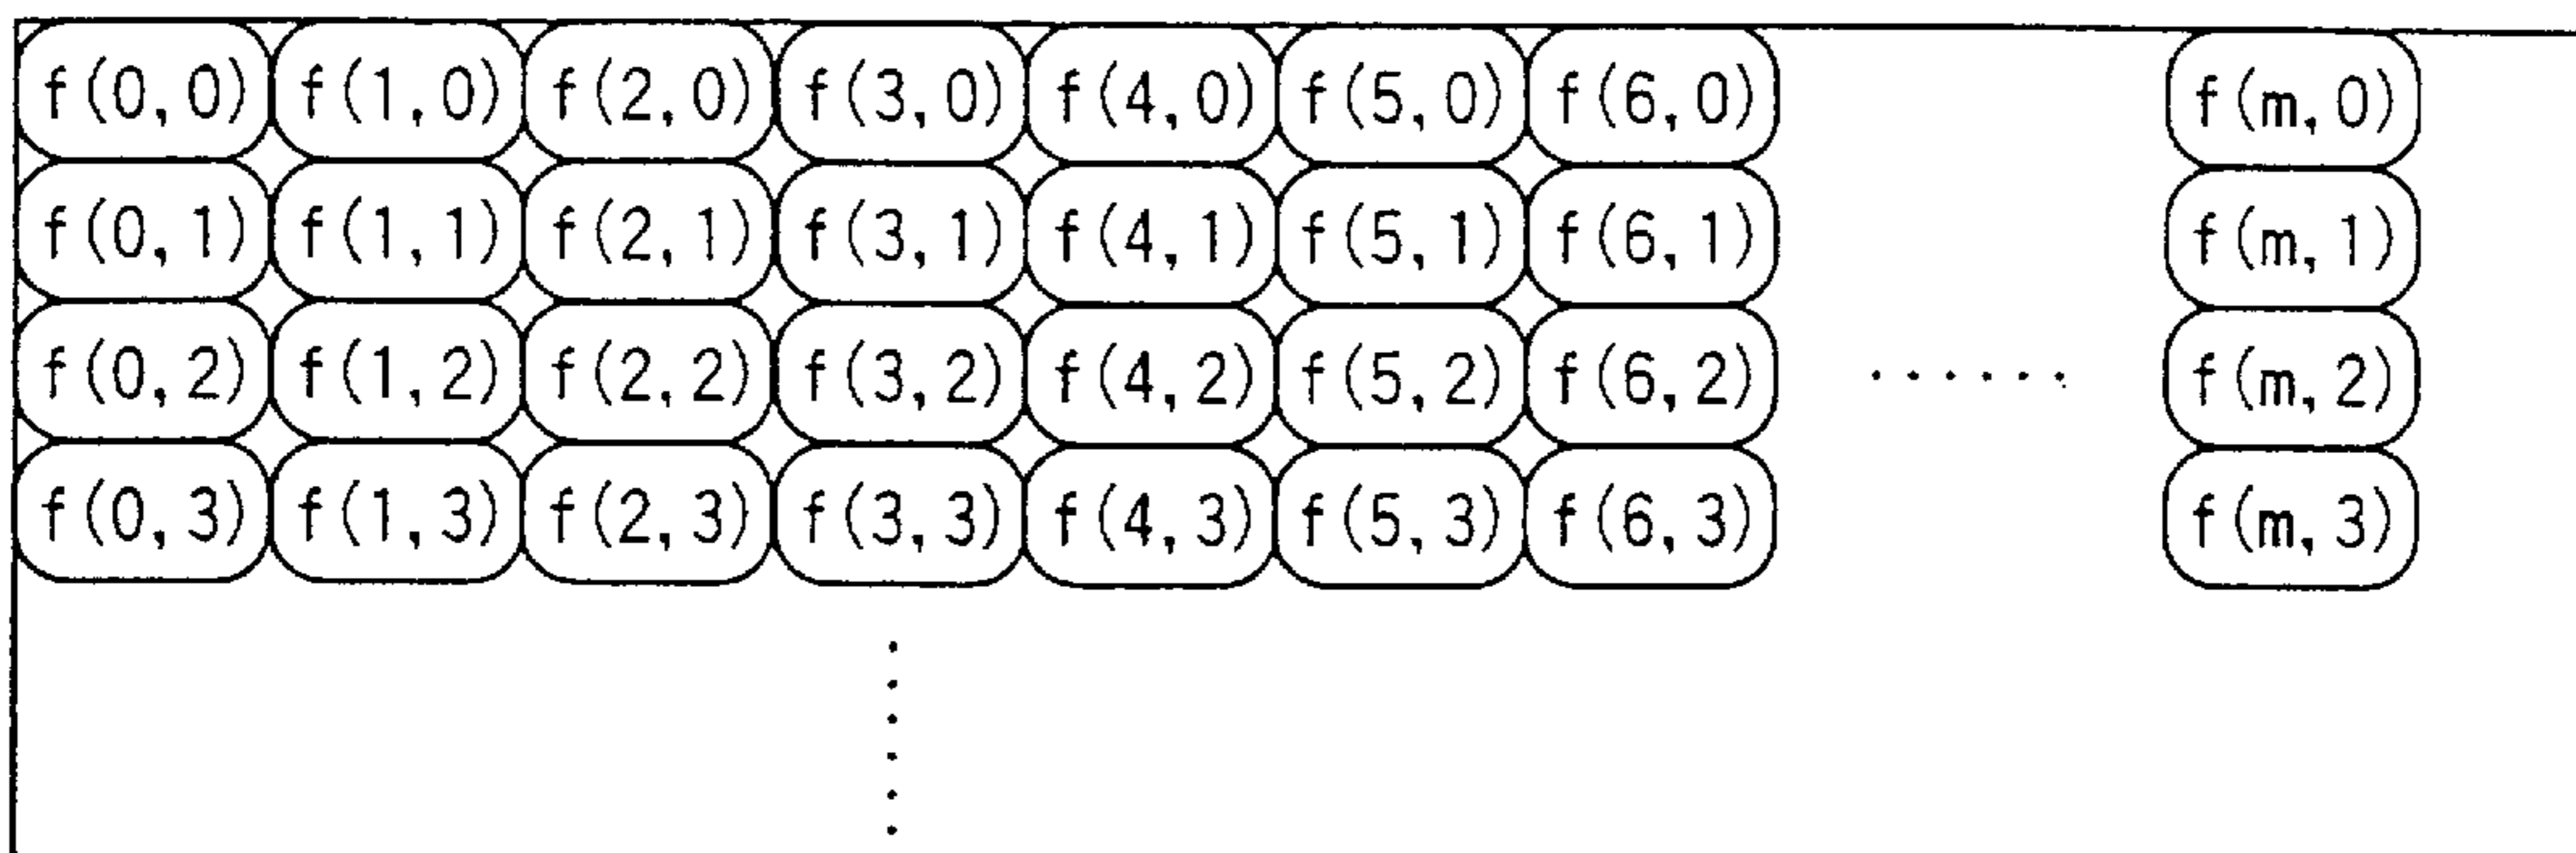 f(0,0) f(1,0) f(2,0) f(3,0) f(4,0) f(5,0) f(6,0) f(m,0)
f(0,1) f(1,1) f(2,1) f(3,1) f(4,1) f(5,1) f(6,1) f(m,1)
f(0,2) f(1,2) f(2,2) f(3,2) f(4,2) f(5,2) f(6,2) ...... f(m,2)
f(0,3) f(1,3) f(2,3) f(3,3) f(4,3) f(5,3) f(6,3) f(m,3)